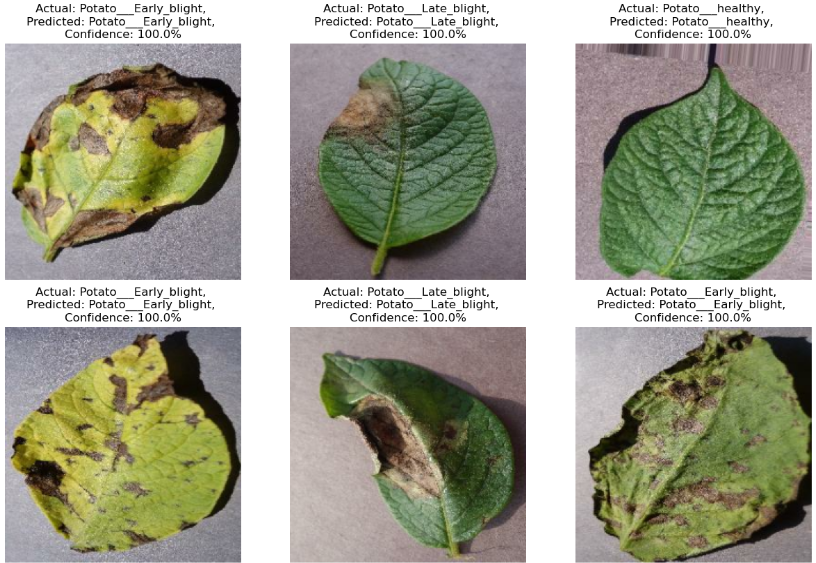 Actual: Potato___Early_blight,
Predicted: Potato___Early_blight,
Confidence: 100.0%
Actual: Potato___Late_blight,
Predicted: Potato___Late_blight,
Confidence: 100.0%
Actual: Potato___healthy,
Predicted: Potato___healthy,
Confidence: 100.0%
Actual: Potato___Early_blight,
Predicted: Potato___Early_blight,
Confidence: 100.0%
Actual: Potato___Late_blight,
Predicted: Potato___Late_blight,
Confidence: 100.0%
Actual: Potato___Early_blight,
Predicted: Potato___Early_blight,
Confidence: 100.0%